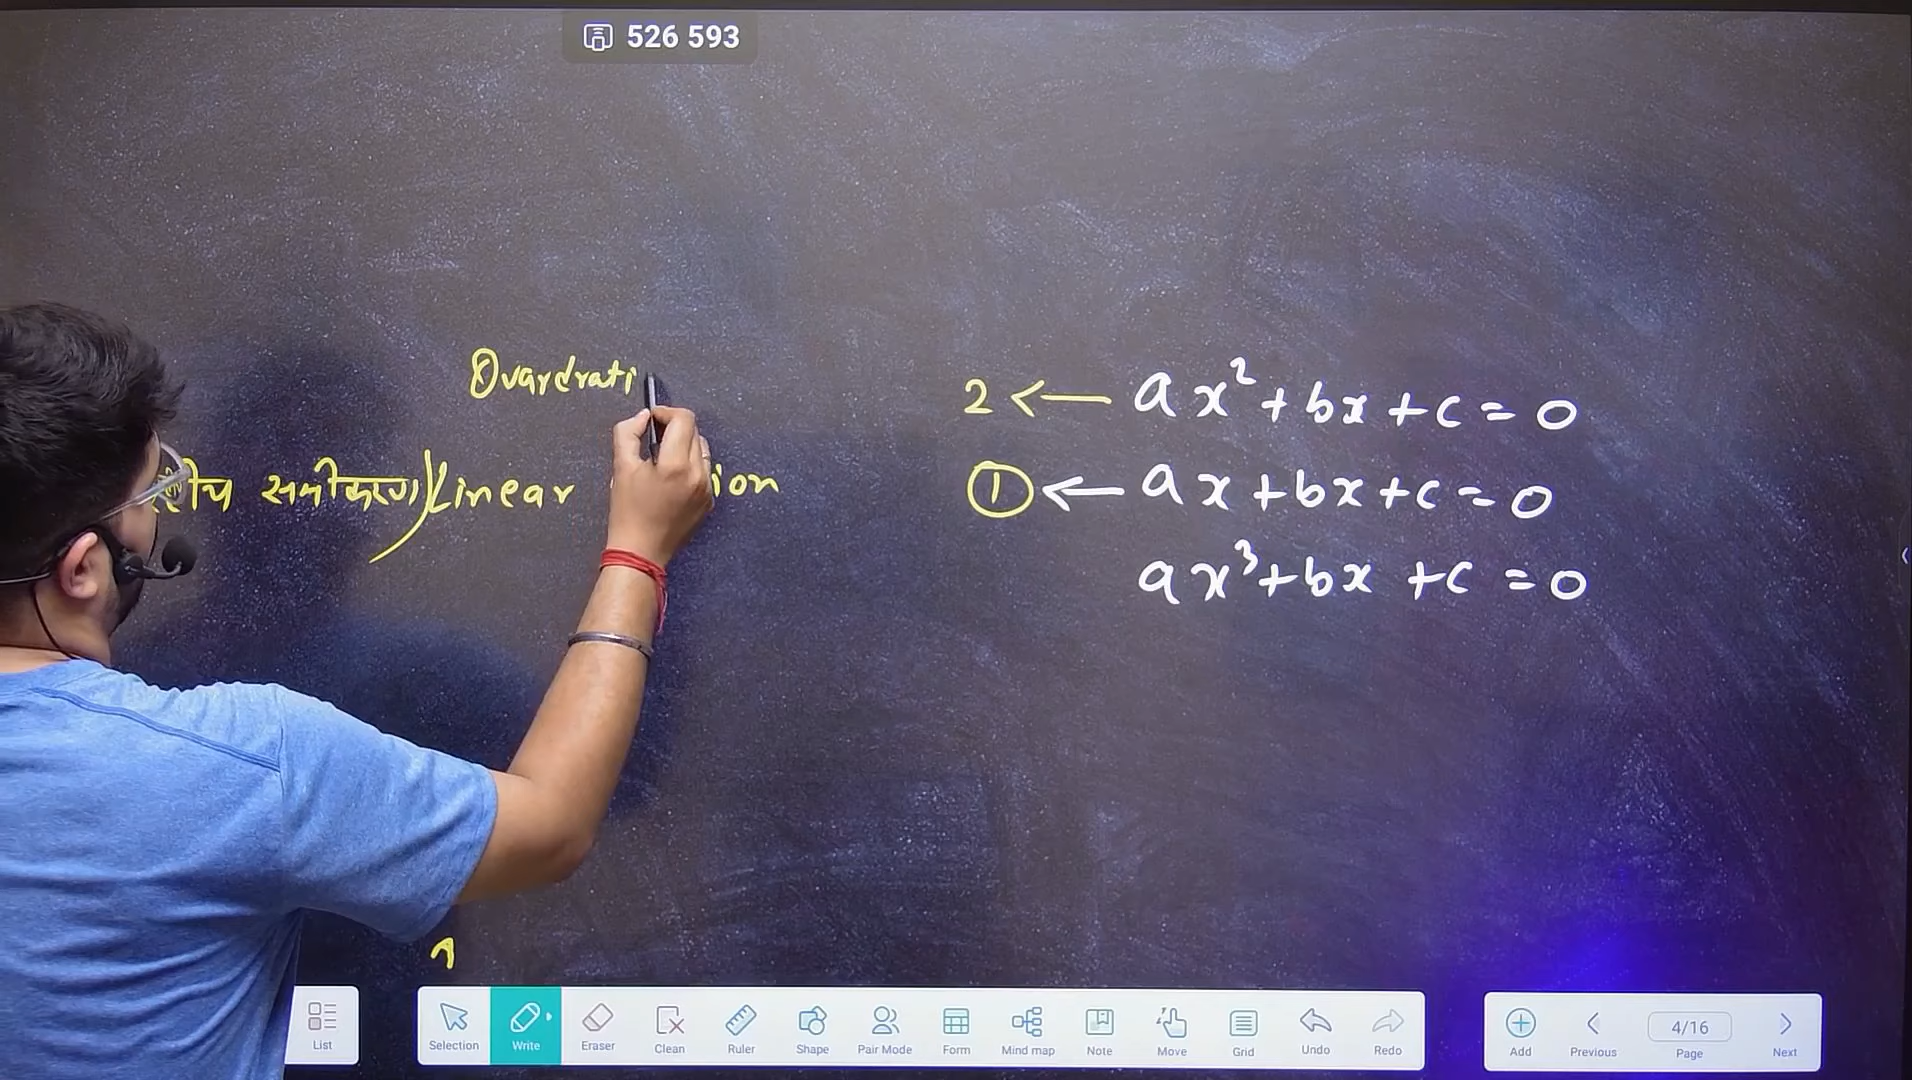 526 593
Quardrati
2 ← ax²+bx+c=0
समीकरण/Linear ion
① ← ax+bx+c=0
ax³+bx+c=0
List
Selection
Write
Eraser
Clean
Ruler
Shape
Pair Mode
Form
Mind map
Note
Move
Grid
Undo
Redo
Add
Previous
4/16
Page
Next